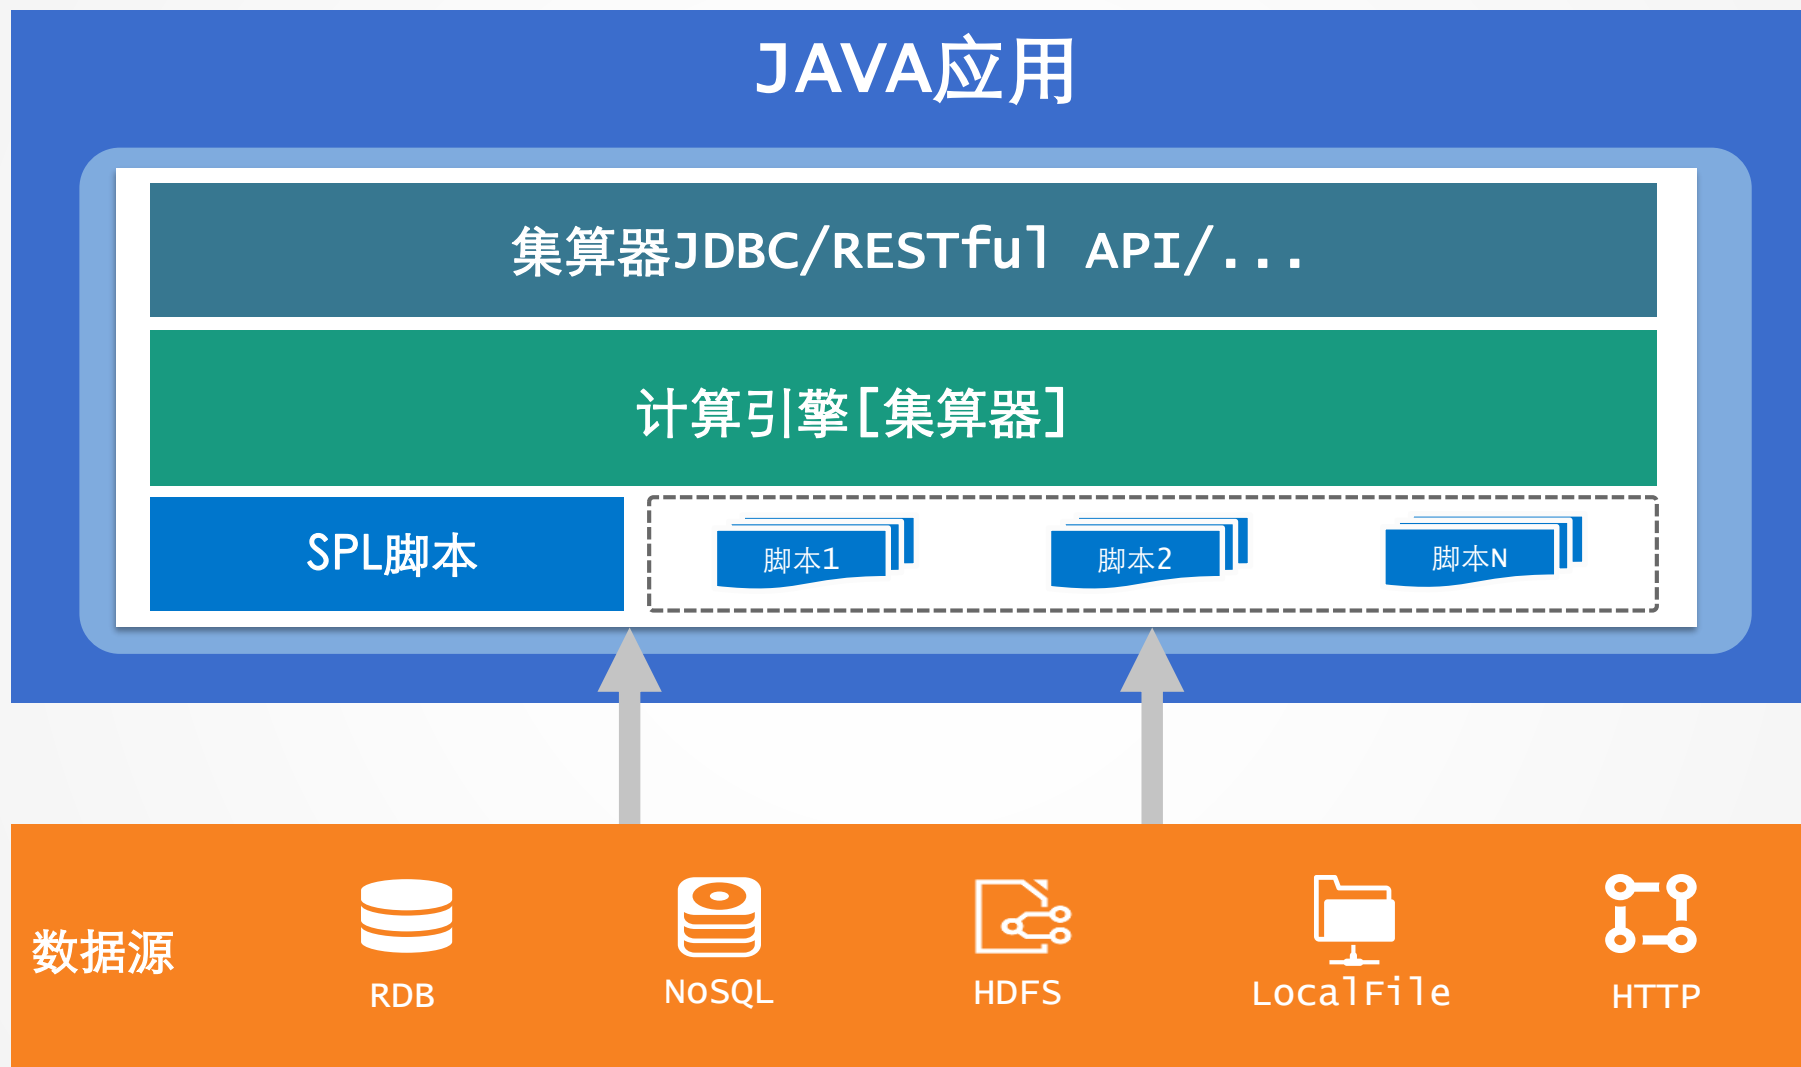 JAVA应用
集算器JDBC/RESTful API/...
计算引擎[集算器]
SPL脚本
脚本1
脚本2
脚本N
数据源
RDB
NoSQL
HDFS
LocalFile
HTTP